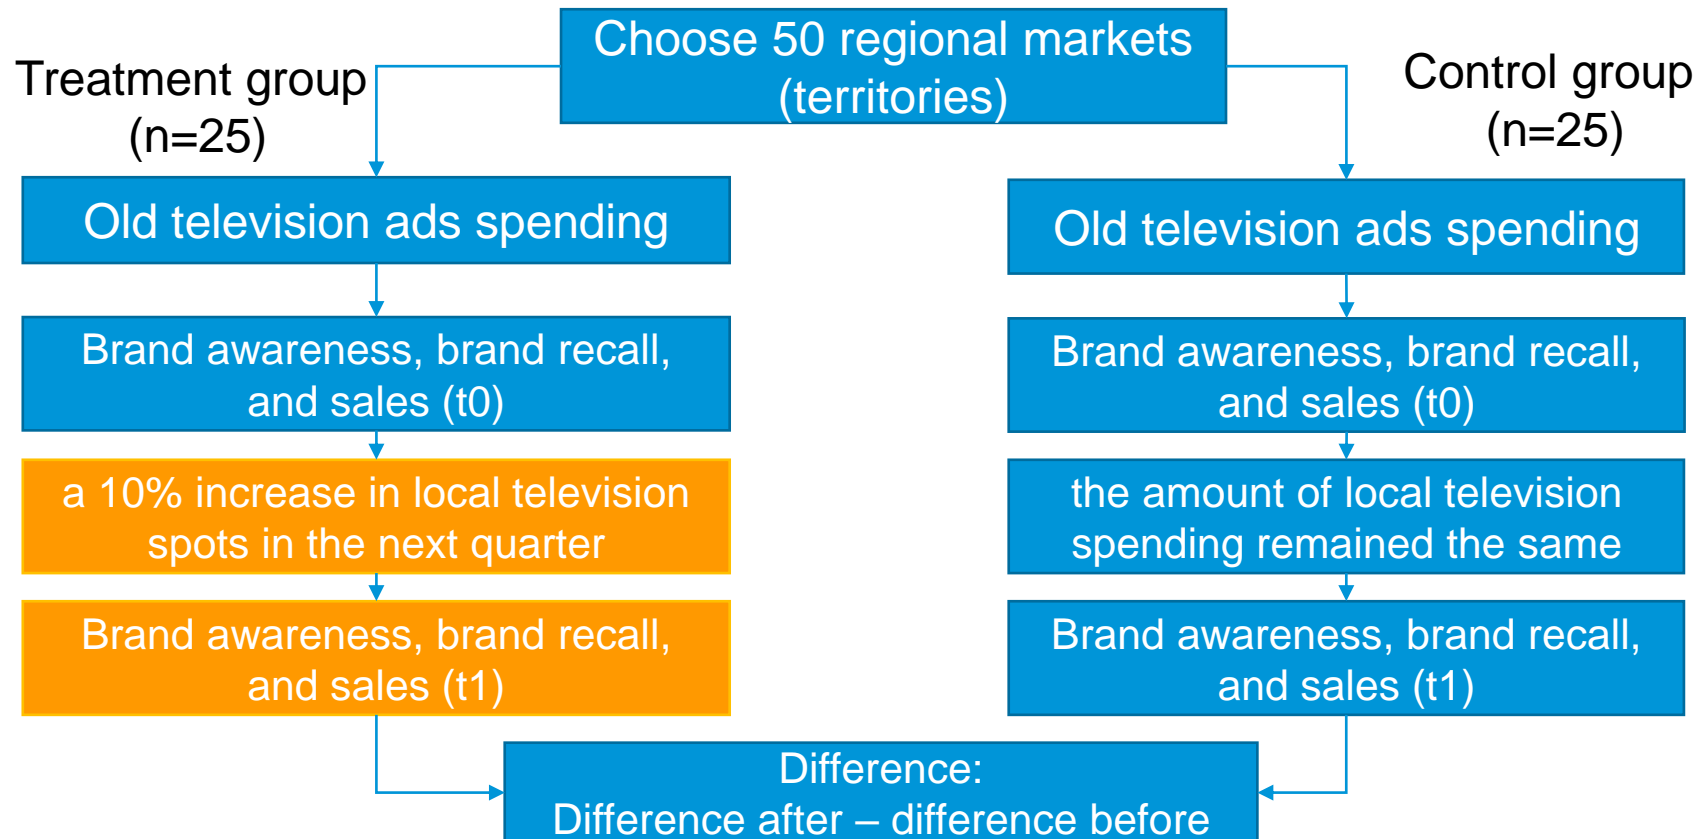 Choose 50 regional markets
(territories)
Treatment group
(n=25)
Control group
(n=25)
Old television ads spending
Old television ads spending
Brand awareness, brand recall,
and sales (t0)
Brand awareness, brand recall,
and sales (t0)
a 10% increase in local television
spots in the next quarter
the amount of local television
spending remained the same
Brand awareness, brand recall,
and sales (t1)
Brand awareness, brand recall,
and sales (t1)
Difference:
Difference after – difference before